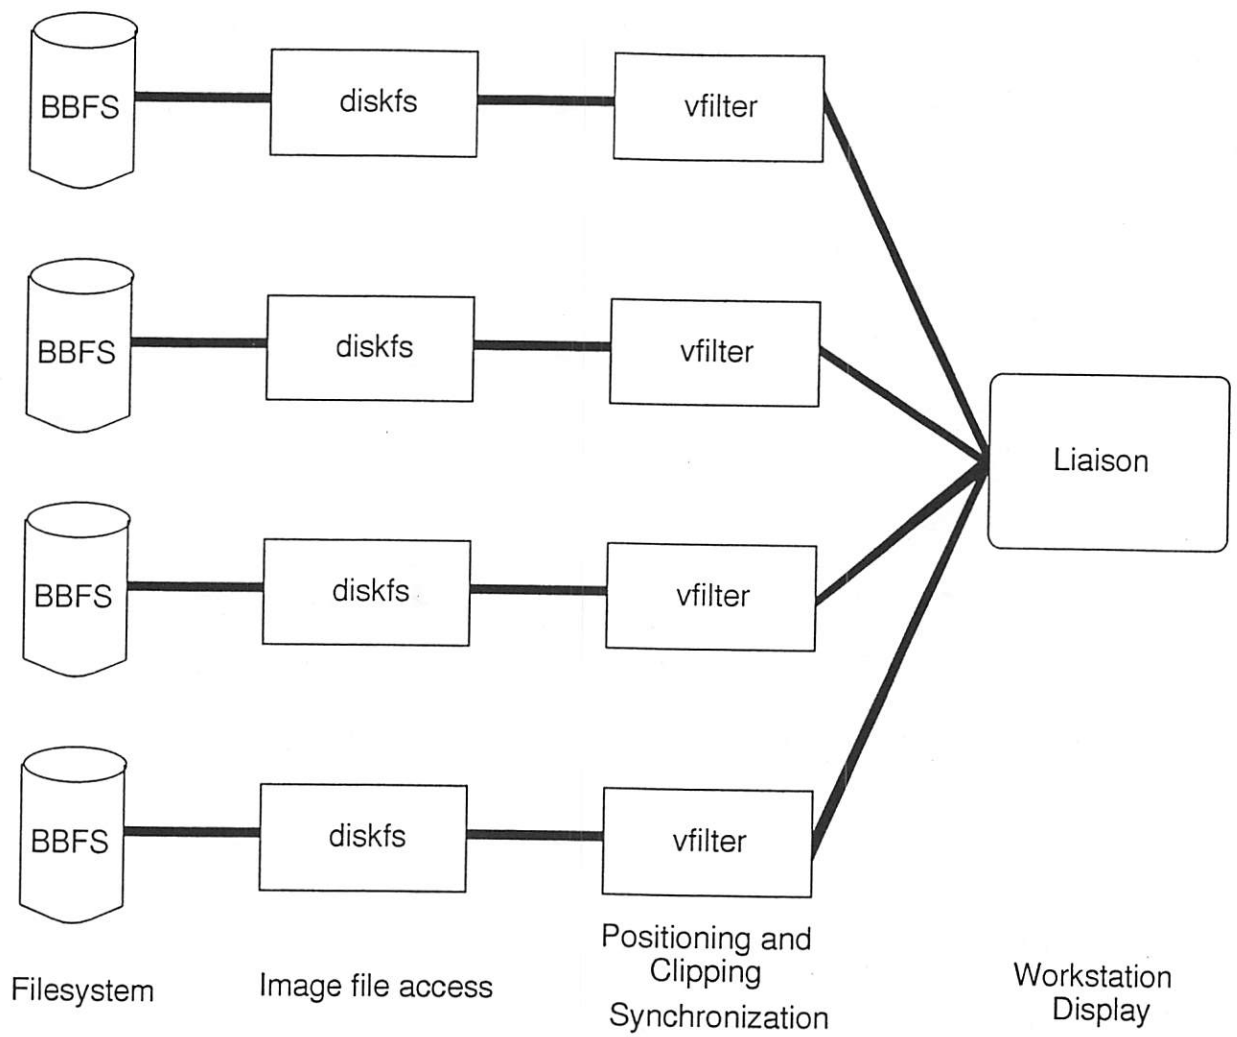 BBFS
diskfs
vfilter
BBFS
diskfs
vfilter
Liaison
BBFS
diskfs
vfilter
BBFS
diskfs
vfilter
Filesystem
Image file access
Positioning and
Clipping
Synchronization
Workstation
Display